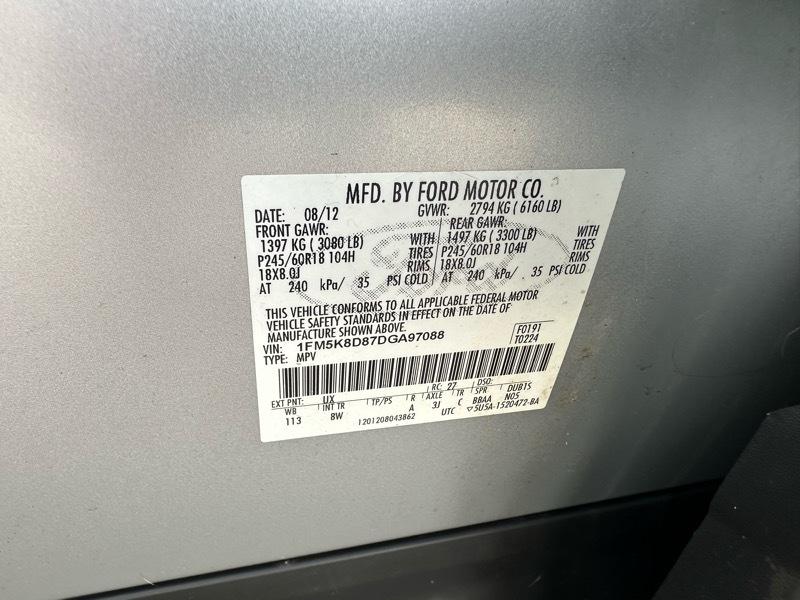 MFD. BY FORD MOTOR CO.
DATE: 08/12 GVWR: 2794 KG ( 6160 LB)
FRONT GAWR: REAR GAWR:
1397 KG ( 3080 LB) WITH 1497 KG ( 3300 LB) WITH
P245/60R18 104H TIRES P245/60R18 104H TIRES
18X8.0J RIMS 18X8.0J RIMS
AT 240 kPa/ 35 PSI COLD AT 240 kPa/ 35 PSI COLD
Ford
THIS VEHICLE CONFORMS TO ALL APPLICABLE FEDERAL MOTOR
VEHICLE SAFETY STANDARDS IN EFFECT ON THE DATE OF
MANUFACTURE SHOWN ABOVE.
VIN: 1FM5K8D87DGA97088 F0191
TYPE: MPV T0224
EXT PNT: UX RC: 27 DSO:
WB INT TR TP/PS R AXLE TR SPR DUB1S
113 8W A 3J C BBAA N05
1201208043862 UTC ▽5U5A-1520472-BA